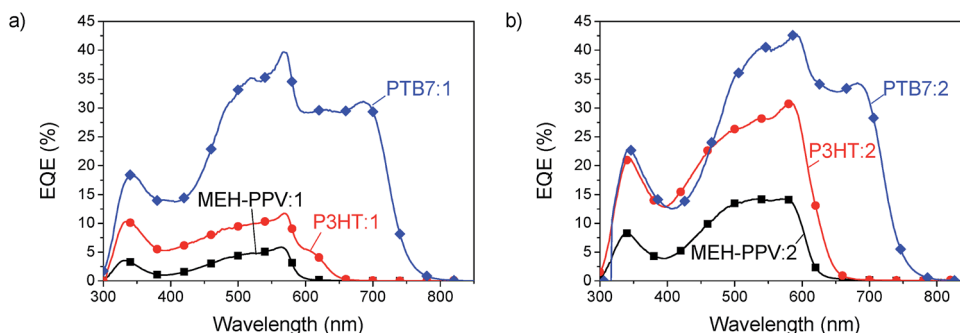 a)
EQE (%)
45
40
35
30
25
20
15
10
5
0
300
400
500
600
700
800
Wavelength (nm)
PTB7:1
MEH-PPV:1
P3HT:1
b)
EQE (%)
45
40
35
30
25
20
15
10
5
0
300
400
500
600
700
800
Wavelength (nm)
PTB7:2
P3HT:2
MEH-PPV:2